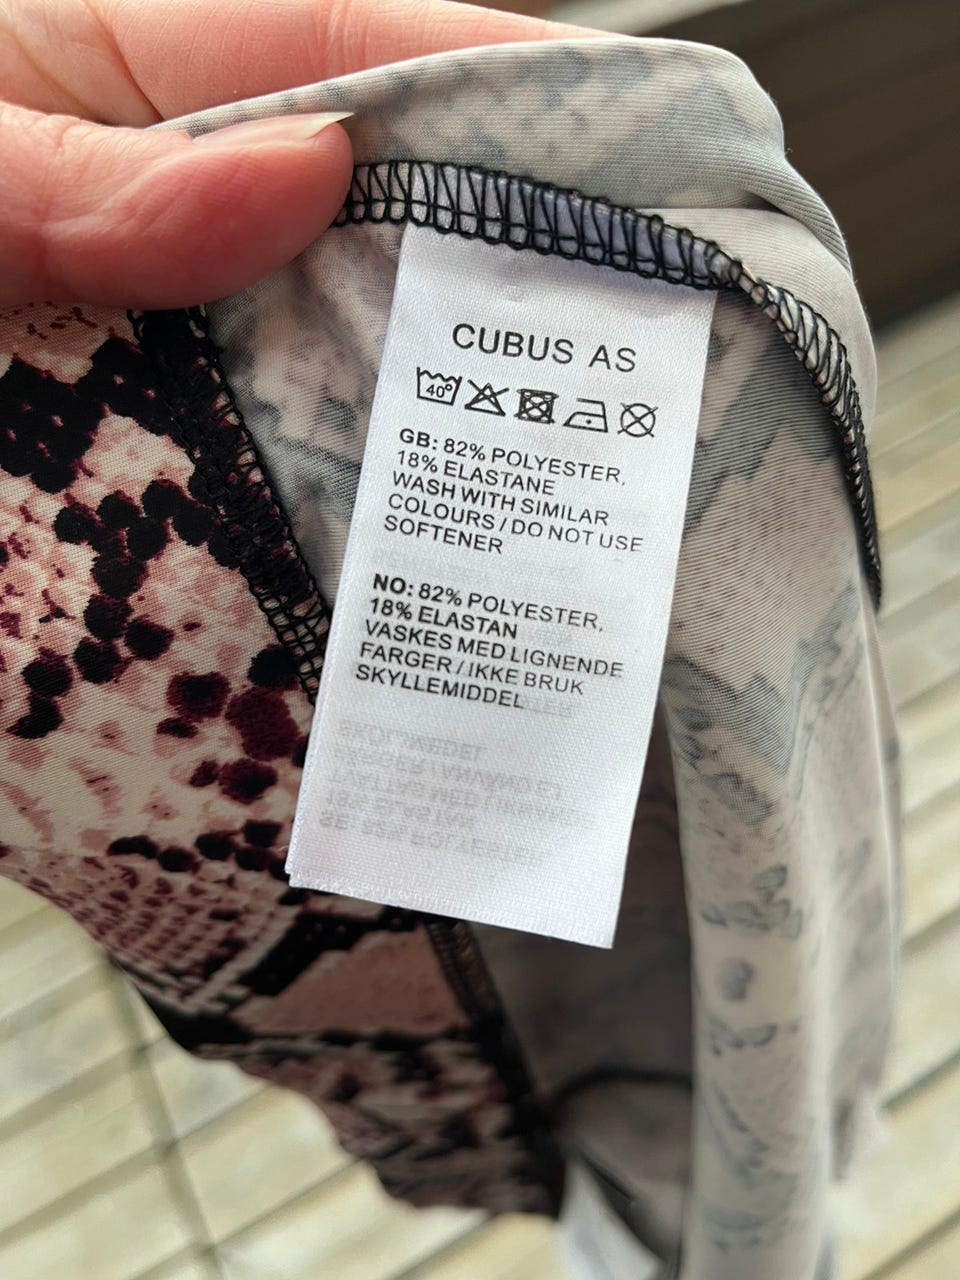 CUBUS AS
40°
GB: 82% POLYESTER,
18% ELASTANE
WASH WITH SIMILAR
COLOURS / DO NOT USE
SOFTENER
NO: 82% POLYESTER,
18% ELASTAN
VASKES MED LIGNENDE
FARGER / IKKE BRUK
SKYLLEMIDDEL